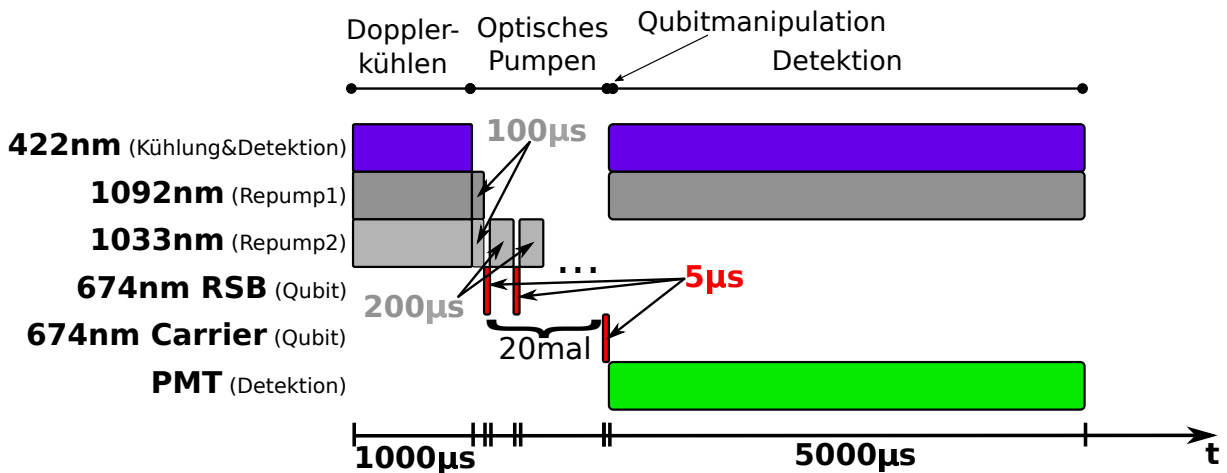 Doppler-
kühlen
Optisches
Pumpen
Qubitmanipulation
Detektion
422nm (Kühlung&Detektion)
100µs
1092nm (Repump1)
1033nm (Repump2)
...
674nm RSB (Qubit)
5µs
200µs
674nm Carrier (Qubit)
20mal
PMT (Detektion)
1000µs
5000µs
t